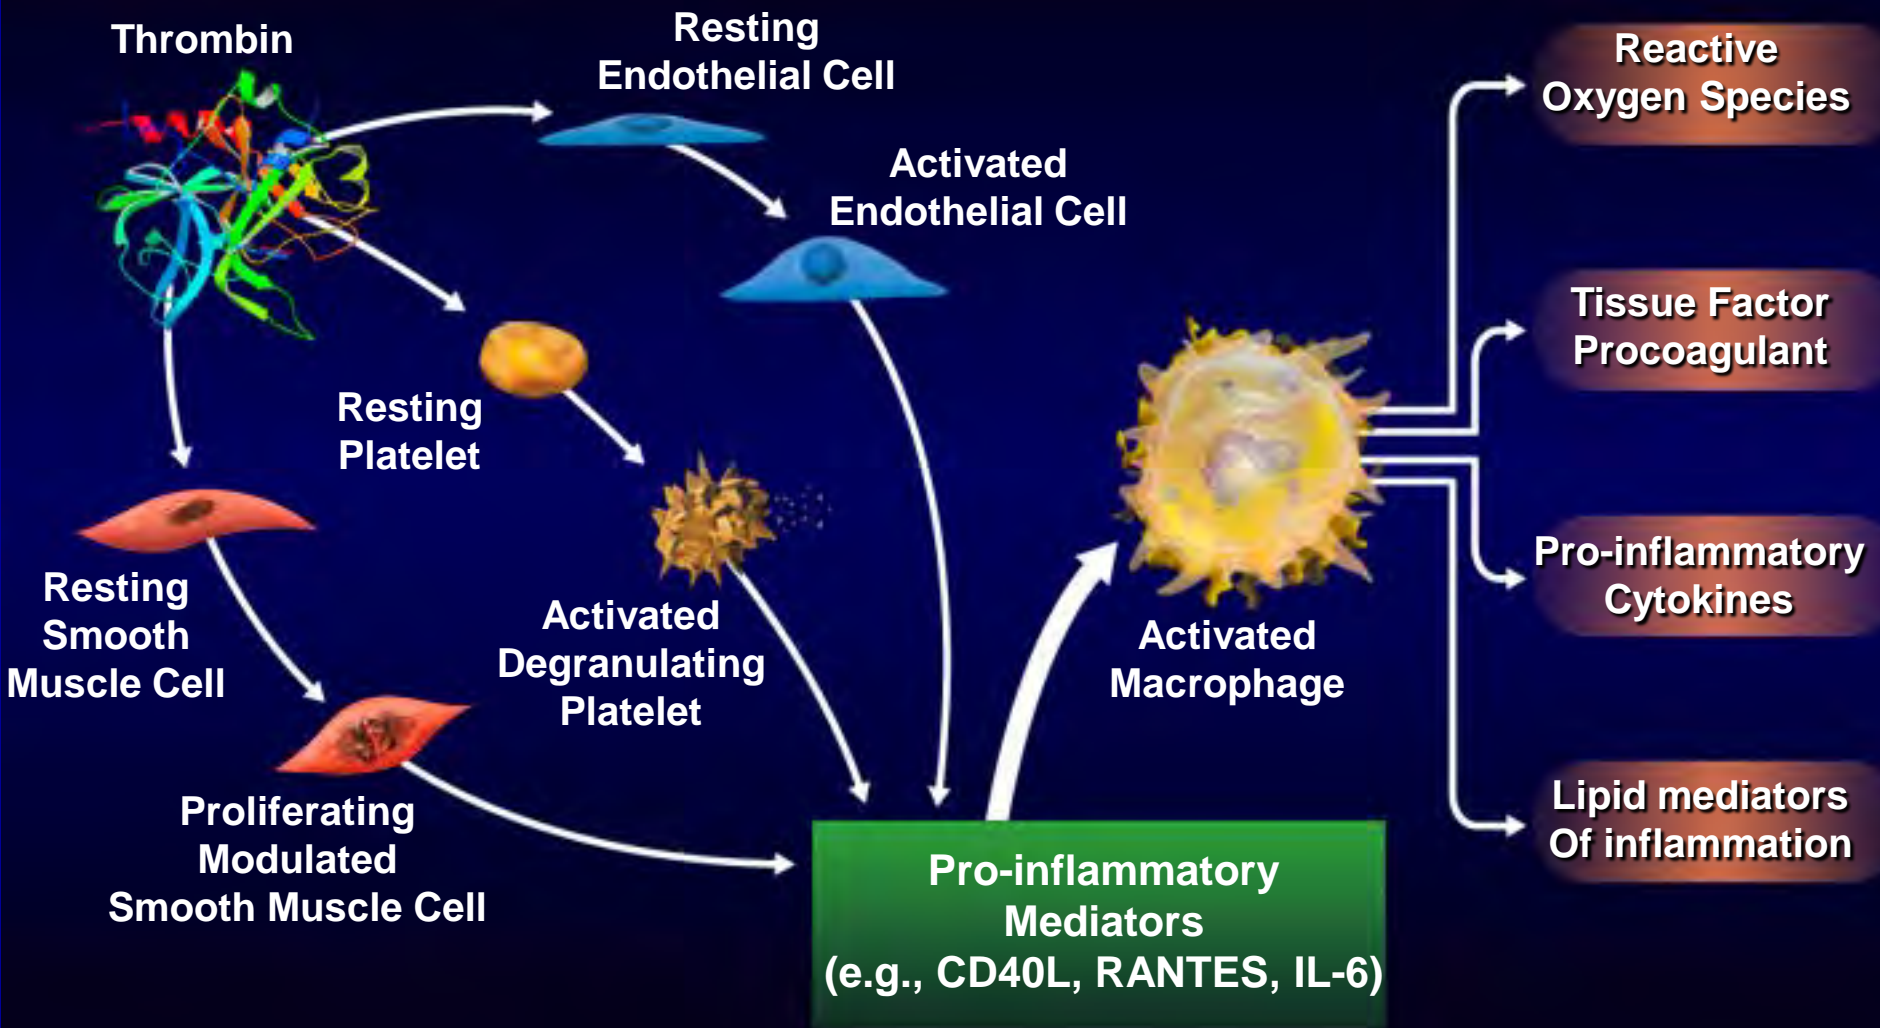 Thrombin
Resting
Endothelial Cell
Activated
Endothelial Cell
Resting
Platelet
Resting
Smooth
Muscle Cell
Activated
Degranulating
Platelet
Proliferating
Modulated
Smooth Muscle Cell
Pro-inflammatory
Mediators
(e.g., CD40L, RANTES, IL-6)
Activated
Macrophage
Reactive
Oxygen Species
Tissue Factor
Procoagulant
Pro-inflammatory
Cytokines
Lipid mediators
Of inflammation